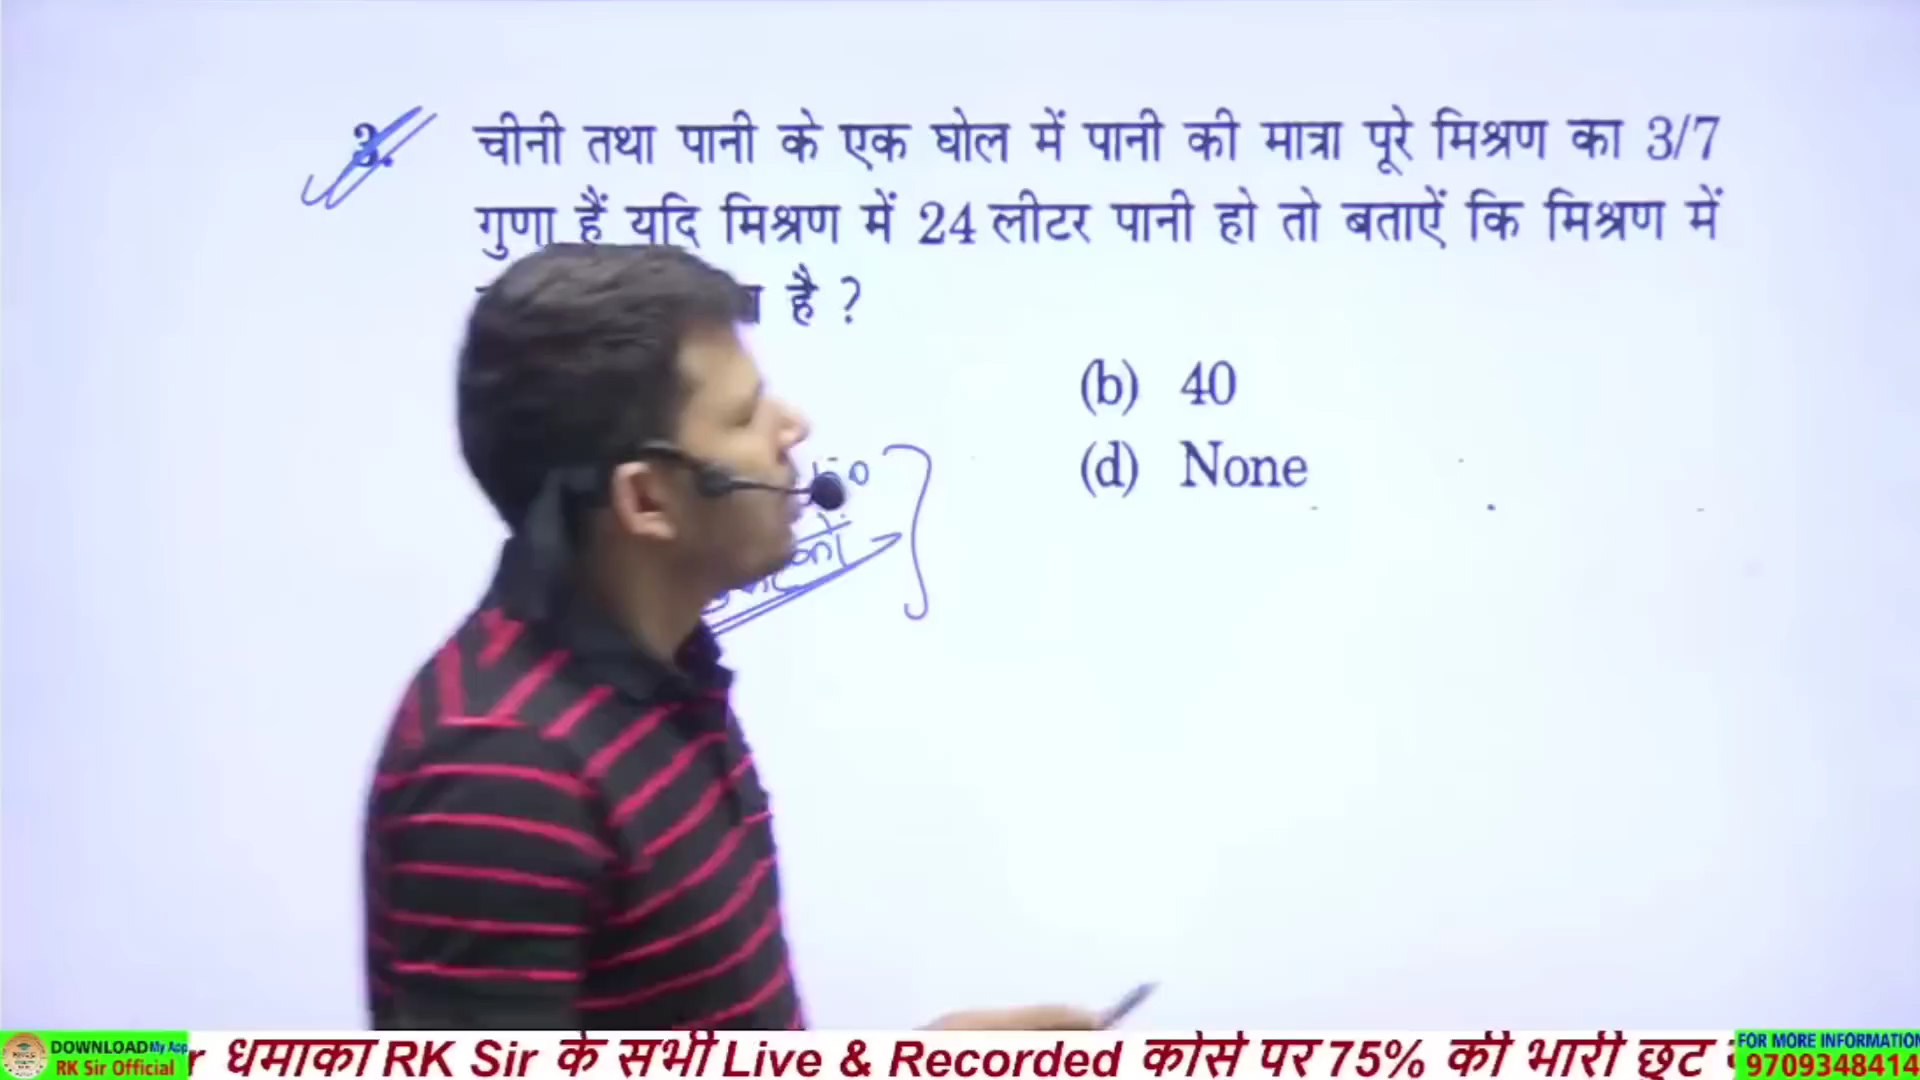 3. चीनी तथा पानी के एक घोल में पानी की मात्रा पूरे मिश्रण का 3/7
गुणा हैं यदि मिश्रण में 24 लीटर पानी हो तो बताऐं कि मिश्रण में
है ?
(b) 40
(d) None
DOWNLOAD My App
RK Sir Official
r धमाका RK Sir के सभी Live & Recorded कोर्स पर 75% की भारी छूट
FOR MORE INFORMATION
9709348414